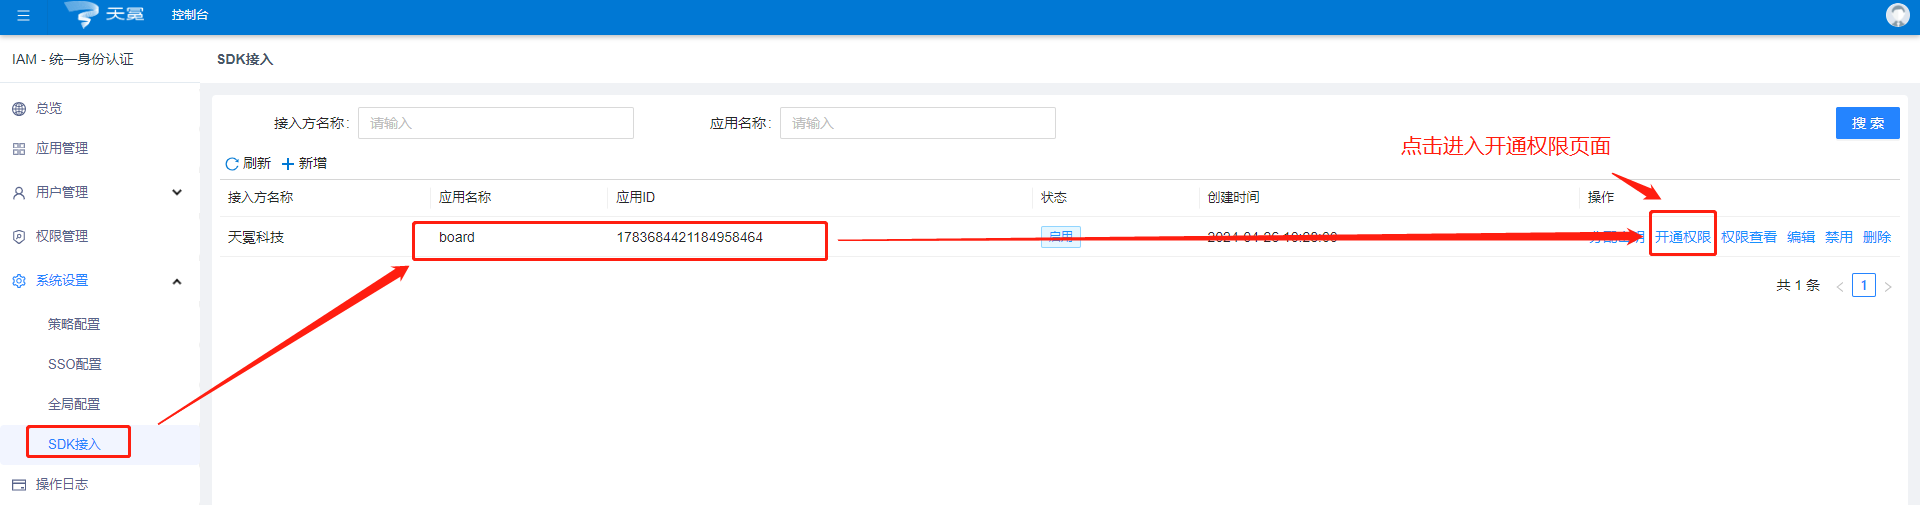 天冕 控制台
IAM - 统一身份认证
SDK接入
总览
应用管理
用户管理
权限管理
系统设置
策略配置
SSO配置
全局配置
SDK接入
操作日志
接入方名称: 请输入 应用名称: 请输入 搜 索
点击进入开通权限页面
刷新 新增
接入方名称 应用名称 应用ID 状态 创建时间 操作
天冕科技 board 1783684421184958464 启用 开通权限 权限查看 编辑 禁用 删除
共 1 条 < 1 >